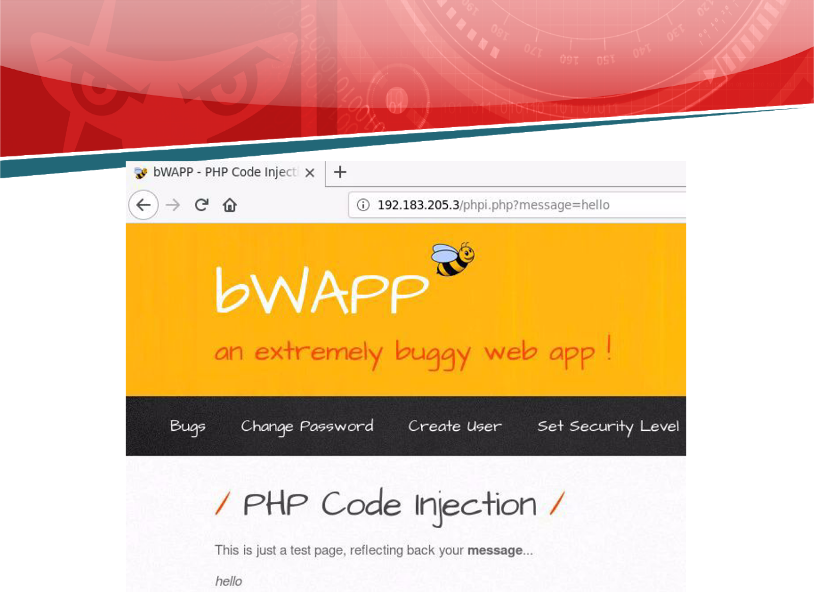 bWAPP - PHP Code Inject
192.183.205.3/phpi.php?message=hello
bWAPP
an extremely buggy web app !
Bugs Change Password Create User Set Security Level
/ PHP Code Injection /
This is just a test page, reflecting back your message...
hello